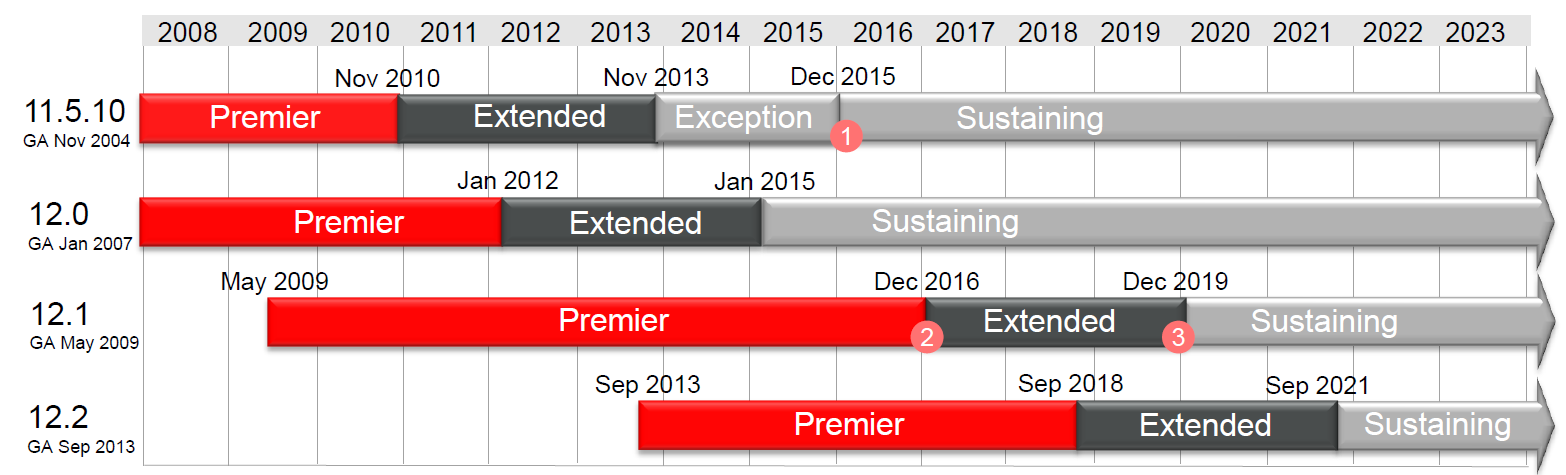 2008 2009 2010 2011 2012 2013 2014 2015 2016 2017 2018 2019 2020 2021 2022 2023
Nov 2010 Nov 2013 Dec 2015
11.5.10 Premier Extended Exception Sustaining
GA Nov 2004 1
Jan 2012 Jan 2015
12.0 Premier Extended Sustaining
GA Jan 2007
May 2009 Dec 2016 Dec 2019
12.1 Premier Extended Sustaining
GA May 2009 2 3
Sep 2013 Sep 2018 Sep 2021
12.2 Premier Extended Sustaining
GA Sep 2013